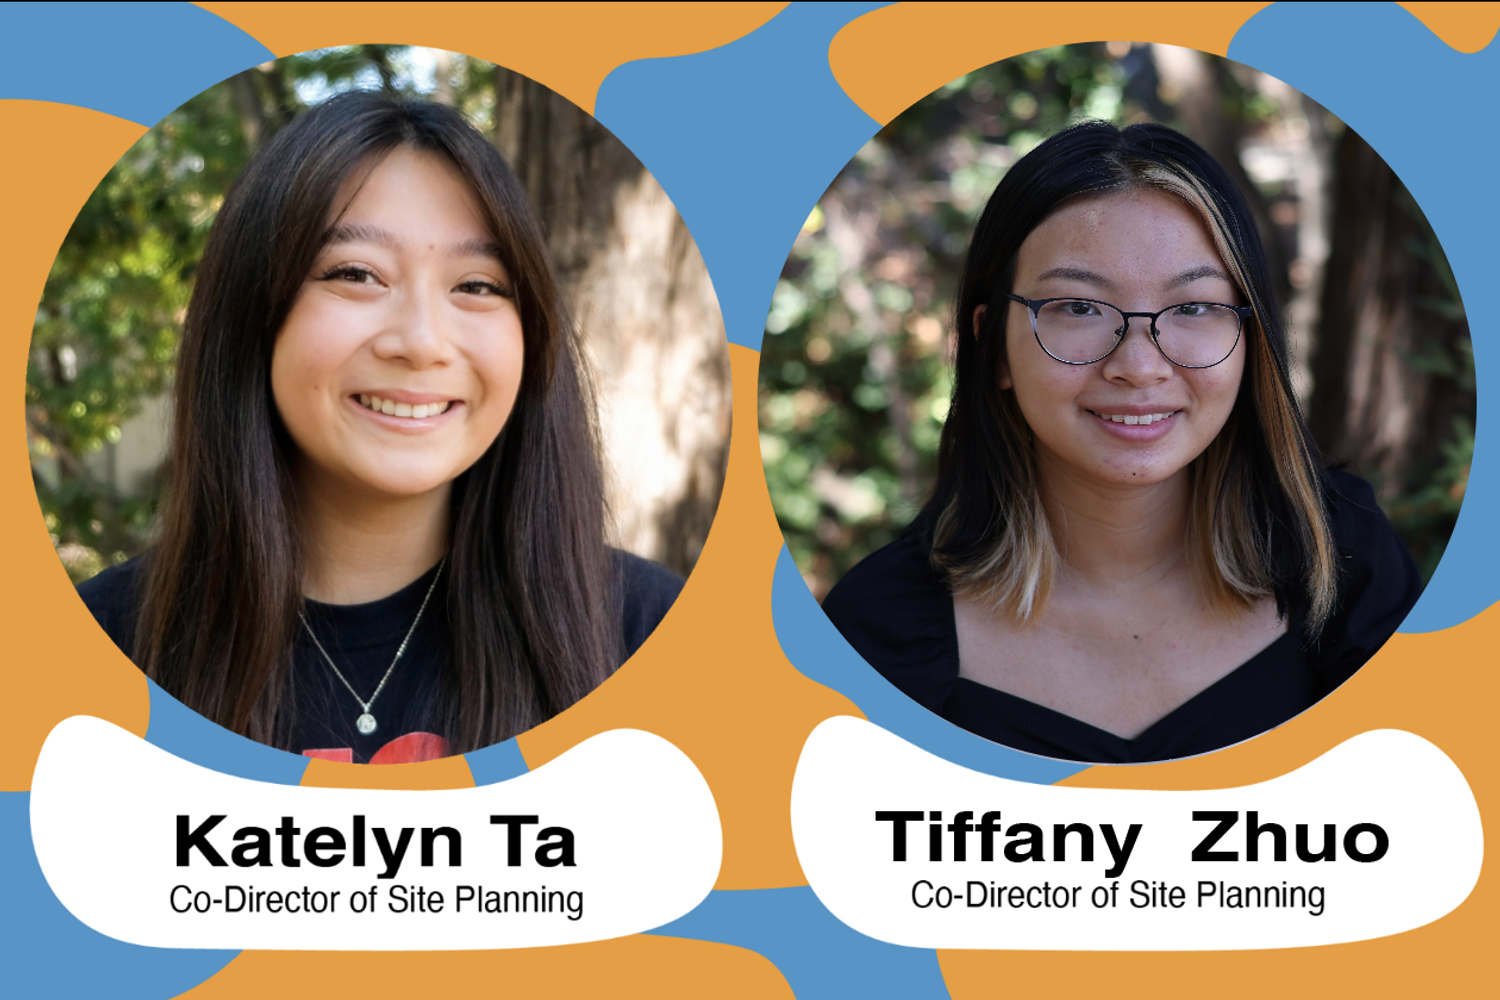 Katelyn Ta
Co-Director of Site Planning
Tiffany Zhuo
Co-Director of Site Planning